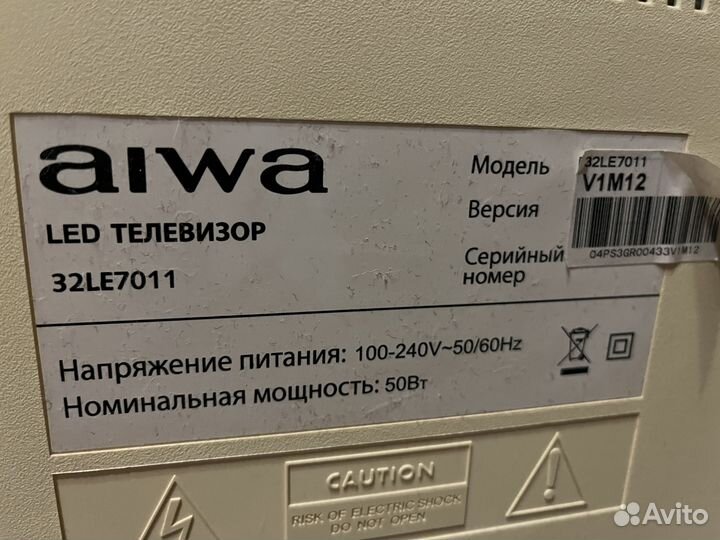 aiwa
LED ТЕЛЕВИЗОР
32LE7011
Модель
Версия
Серийный
номер
32LE7011
V1M12
04PS3GR00433V1M12
Напряжение питания: 100-240V~50/60Hz
Номинальная мощность: 50Вт
CAUTION
RISK OF ELECTRIC SHOCK
DO NOT OPEN
Avito